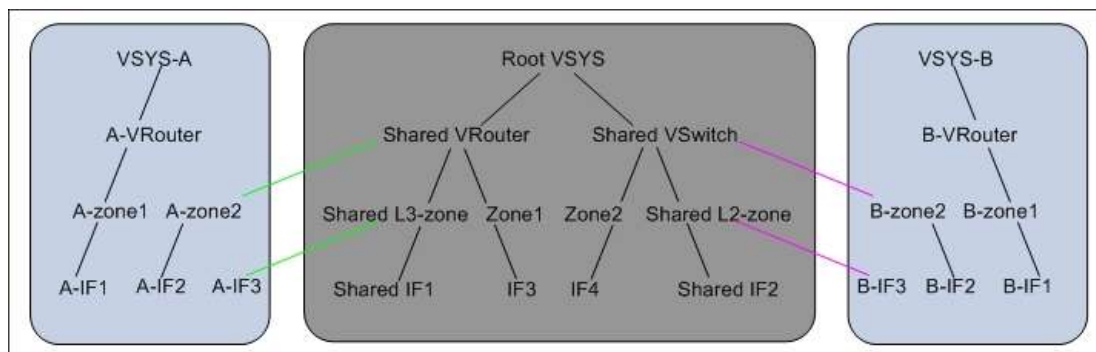 VSYS-A Root VSYS VSYS-B
A-VRouter Shared VRouter Shared VSwitch B-VRouter
A-zone1 A-zone2 Shared L3-zone Zone1 Zone2 Shared L2-zone B-zone2 B-zone1
A-IF1 A-IF2 A-IF3 Shared IF1 IF3 IF4 Shared IF2 B-IF3 B-IF2 B-IF1